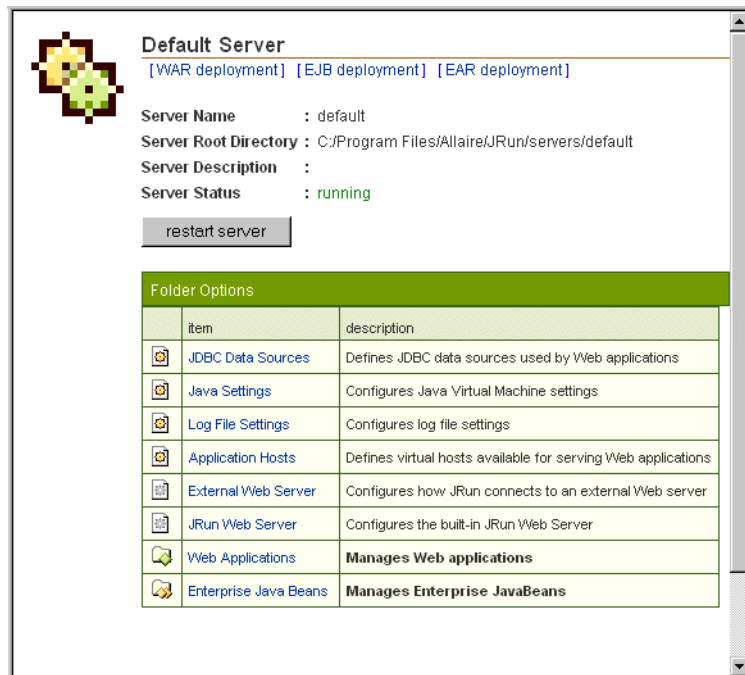 Default Server
[WAR deployment] [EJB deployment] [EAR deployment]
Server Name : default
Server Root Directory : C:/Program Files/Allaire/JRun/servers/default
Server Description :
Server Status : running
restart server
Folder Options
item description
JDBC Data Sources Defines JDBC data sources used by Web applications
Java Settings Configures Java Virtual Machine settings
Log File Settings Configures log file settings
Application Hosts Defines virtual hosts available for serving Web applications
External Web Server Configures how JRun connects to an external Web server
JRun Web Server Configures the built-in JRun Web Server
Web Applications Manages Web applications
Enterprise Java Beans Manages Enterprise JavaBeans